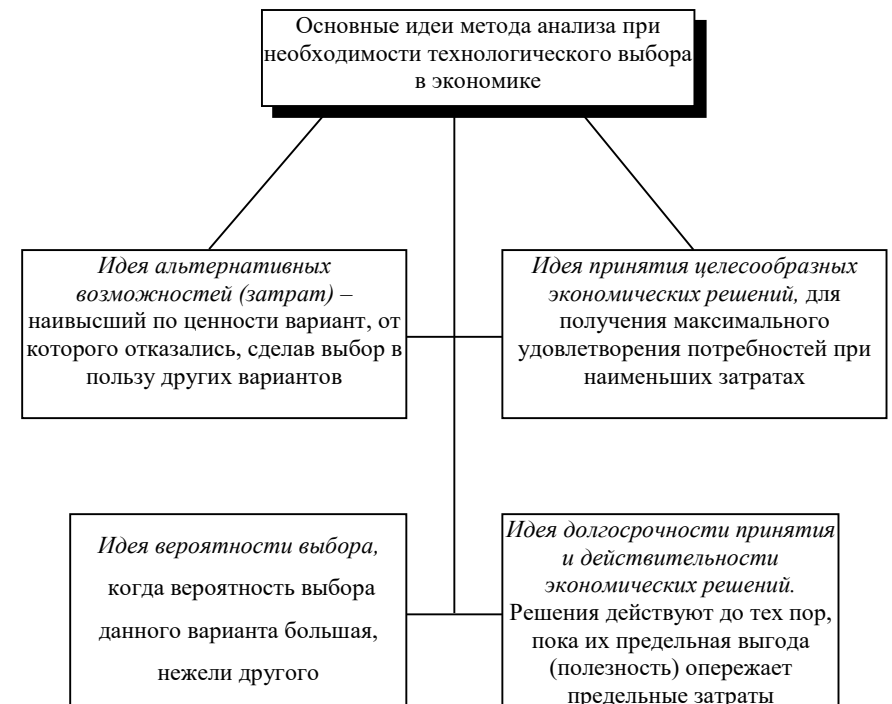 Основные идеи метода анализа при
необходимости технологического выбора
в экономике
Идея альтернативных
возможностей (затрат) –
наивысший по ценности вариант, от
которого отказались, сделав выбор в
пользу других вариантов
Идея принятия целесообразных
экономических решений, для
получения максимального
удовлетворения потребностей при
наименьших затратах
Идея вероятности выбора,
когда вероятность выбора
данного варианта большая,
нежели другого
Идея долгосрочности принятия
и действительности
экономических решений.
Решения действуют до тех пор,
пока их предельная выгода
(полезность) опережает
предельные затраты